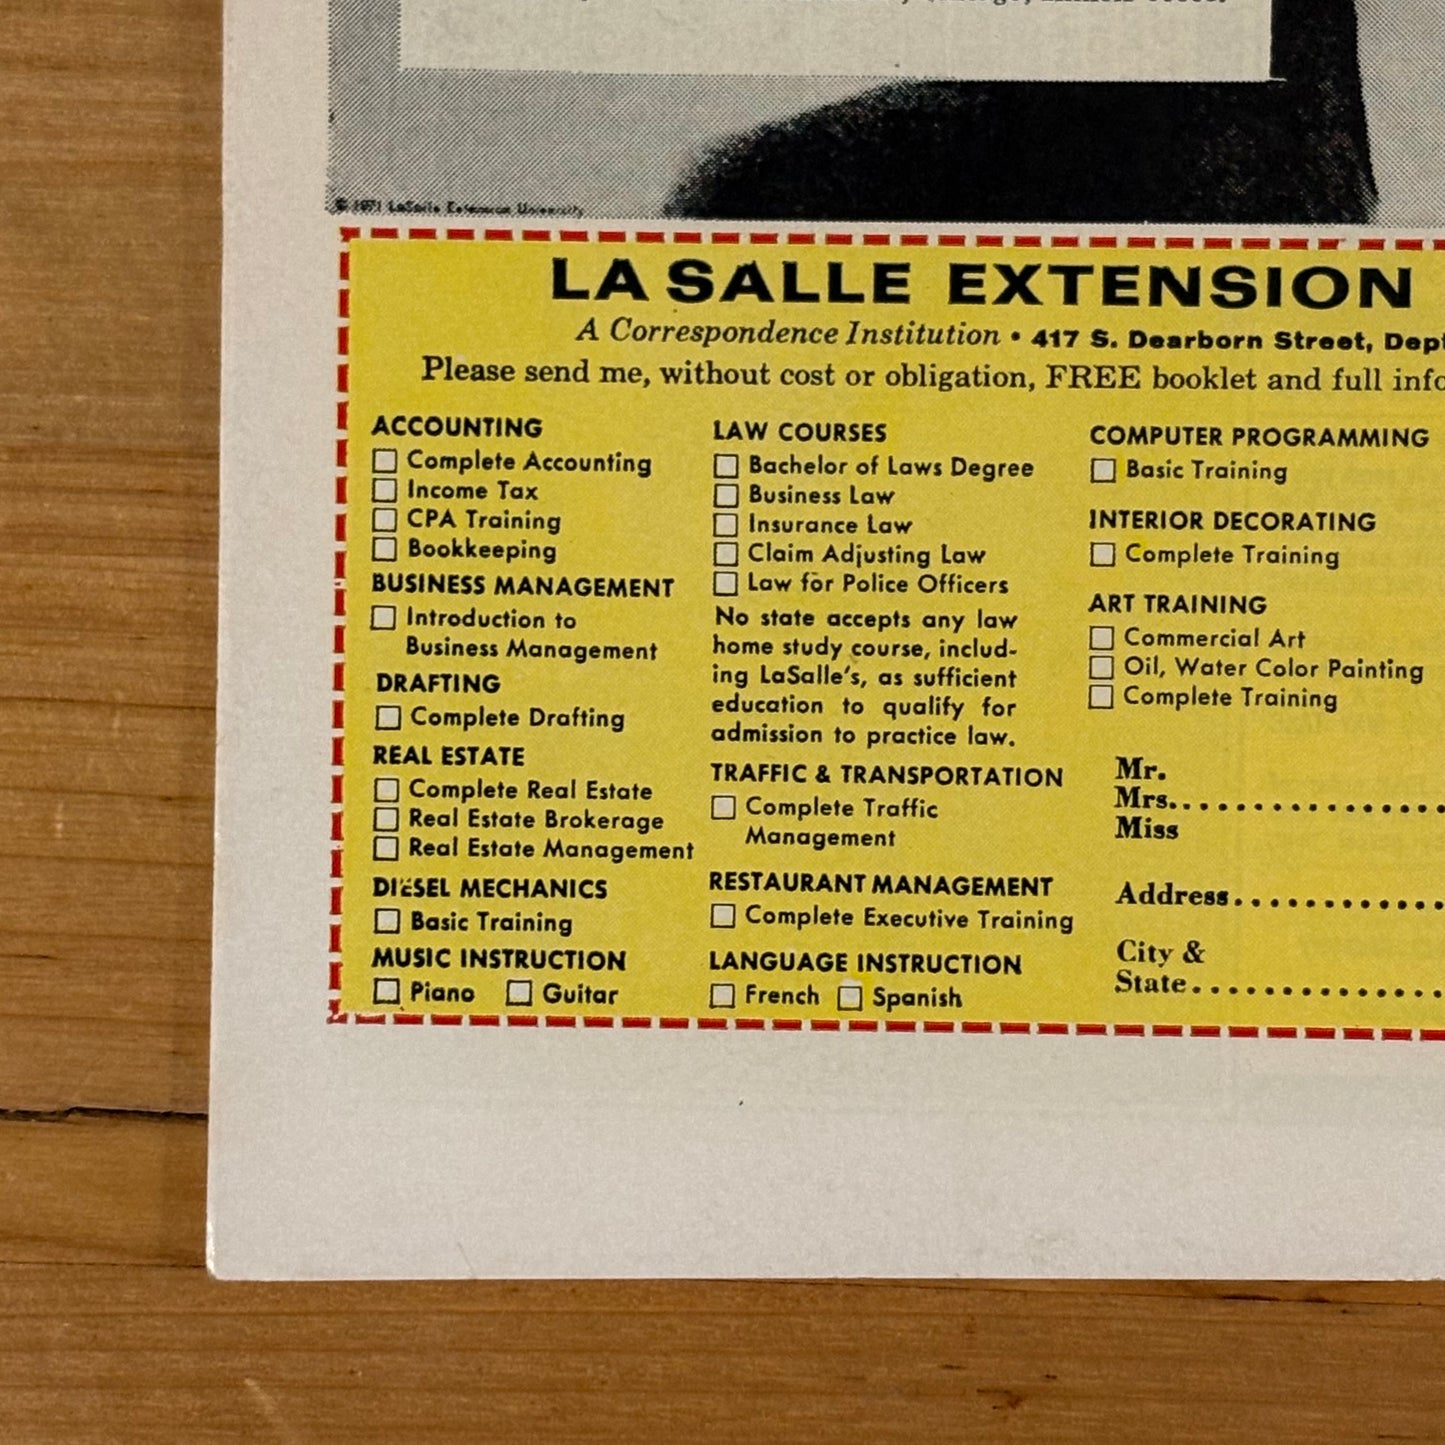 © 1971 LaSalle Extension University
LA SALLE EXTENSION
A Correspondence Institution • 417 S. Dearborn Street, Dept
Please send me, without cost or obligation, FREE booklet and full info
ACCOUNTING
Complete Accounting
Income Tax
CPA Training
Bookkeeping
BUSINESS MANAGEMENT
Introduction to
Business Management
DRAFTING
Complete Drafting
REAL ESTATE
Complete Real Estate
Real Estate Brokerage
Real Estate Management
DIESEL MECHANICS
Basic Training
MUSIC INSTRUCTION
Piano Guitar
LAW COURSES
Bachelor of Laws Degree
Business Law
Insurance Law
Claim Adjusting Law
Law for Police Officers
No state accepts any law
home study course, includ-
ing LaSalle's, as sufficient
education to qualify for
admission to practice law.
TRAFFIC & TRANSPORTATION
Complete Traffic
Management
RESTAURANT MANAGEMENT
Complete Executive Training
LANGUAGE INSTRUCTION
French Spanish
COMPUTER PROGRAMMING
Basic Training
INTERIOR DECORATING
Complete Training
ART TRAINING
Commercial Art
Oil, Water Color Painting
Complete Training
Mr.
Mrs.
Miss
Address
City &
State